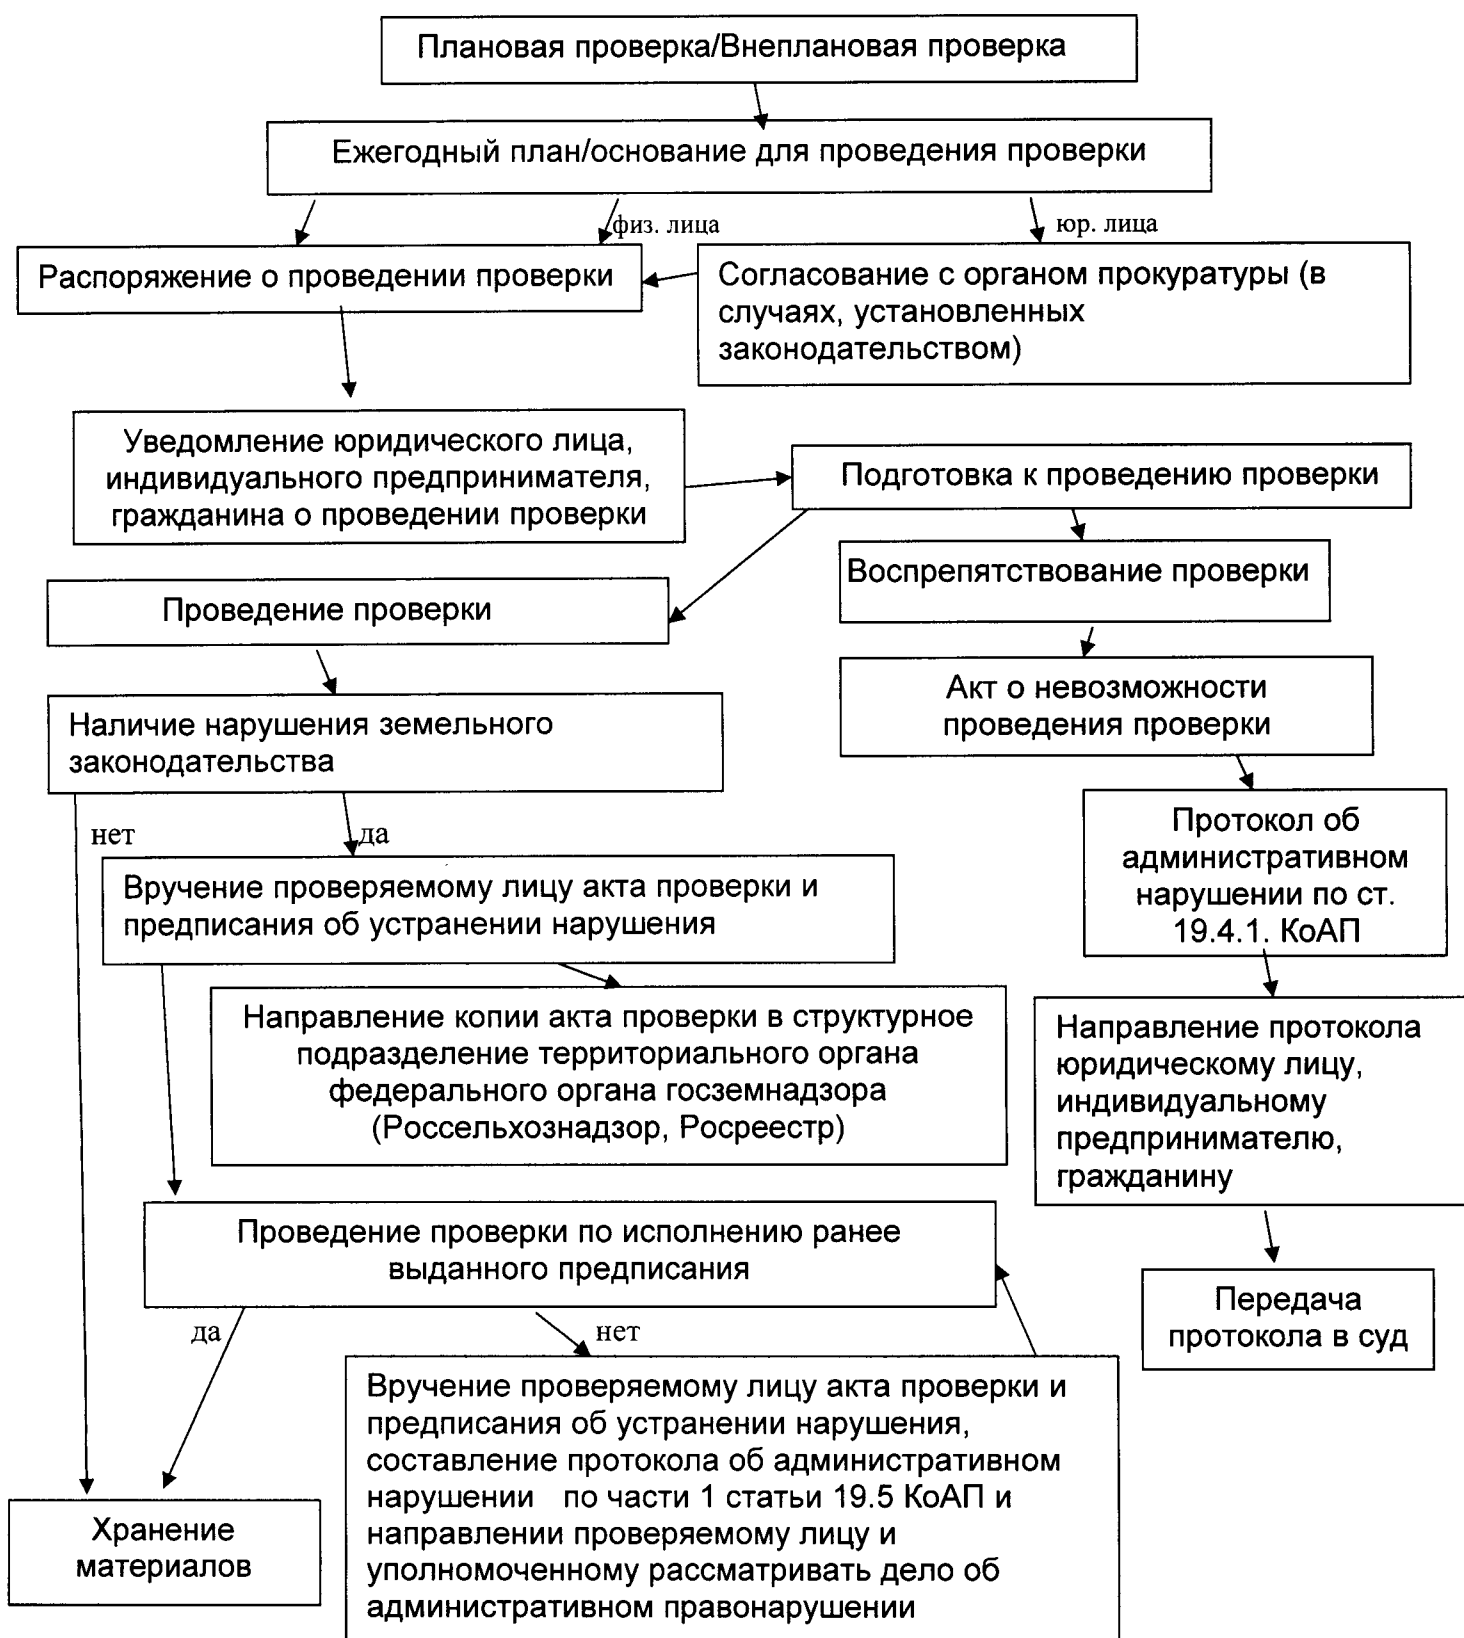 Плановая проверка/Внеплановая проверка
Ежегодный план/основание для проведения проверки
физ. лица
юр. лица
Распоряжение о проведении проверки
Согласование с органом прокуратуры (в
случаях, установленных
законодательством)
Уведомление юридического лица,
индивидуального предпринимателя,
гражданина о проведении проверки
Подготовка к проведению проверки
Воспрепятствование проверки
Проведение проверки
Акт о невозможности
проведения проверки
Наличие нарушения земельного
законодательства
нет
да
Протокол об
административном
нарушении по ст.
19.4.1. КоАП
Вручение проверяемому лицу акта проверки и
предписания об устранении нарушения
Направление копии акта проверки в структурное
подразделение территориального органа
федерального органа госземнадзора
(Россельхознадзор, Росреестр)
Направление протокола
юридическому лицу,
индивидуальному
предпринимателю,
гражданину
Проведение проверки по исполнению ранее
выданного предписания
да
нет
Передача
протокола в суд
Вручение проверяемому лицу акта проверки и
предписания об устранении нарушения,
составление протокола об административном
нарушении по части 1 статьи 19.5 КоАП и
направлении проверяемому лицу и
уполномоченному рассматривать дело об
административном правонарушении
Хранение
материалов